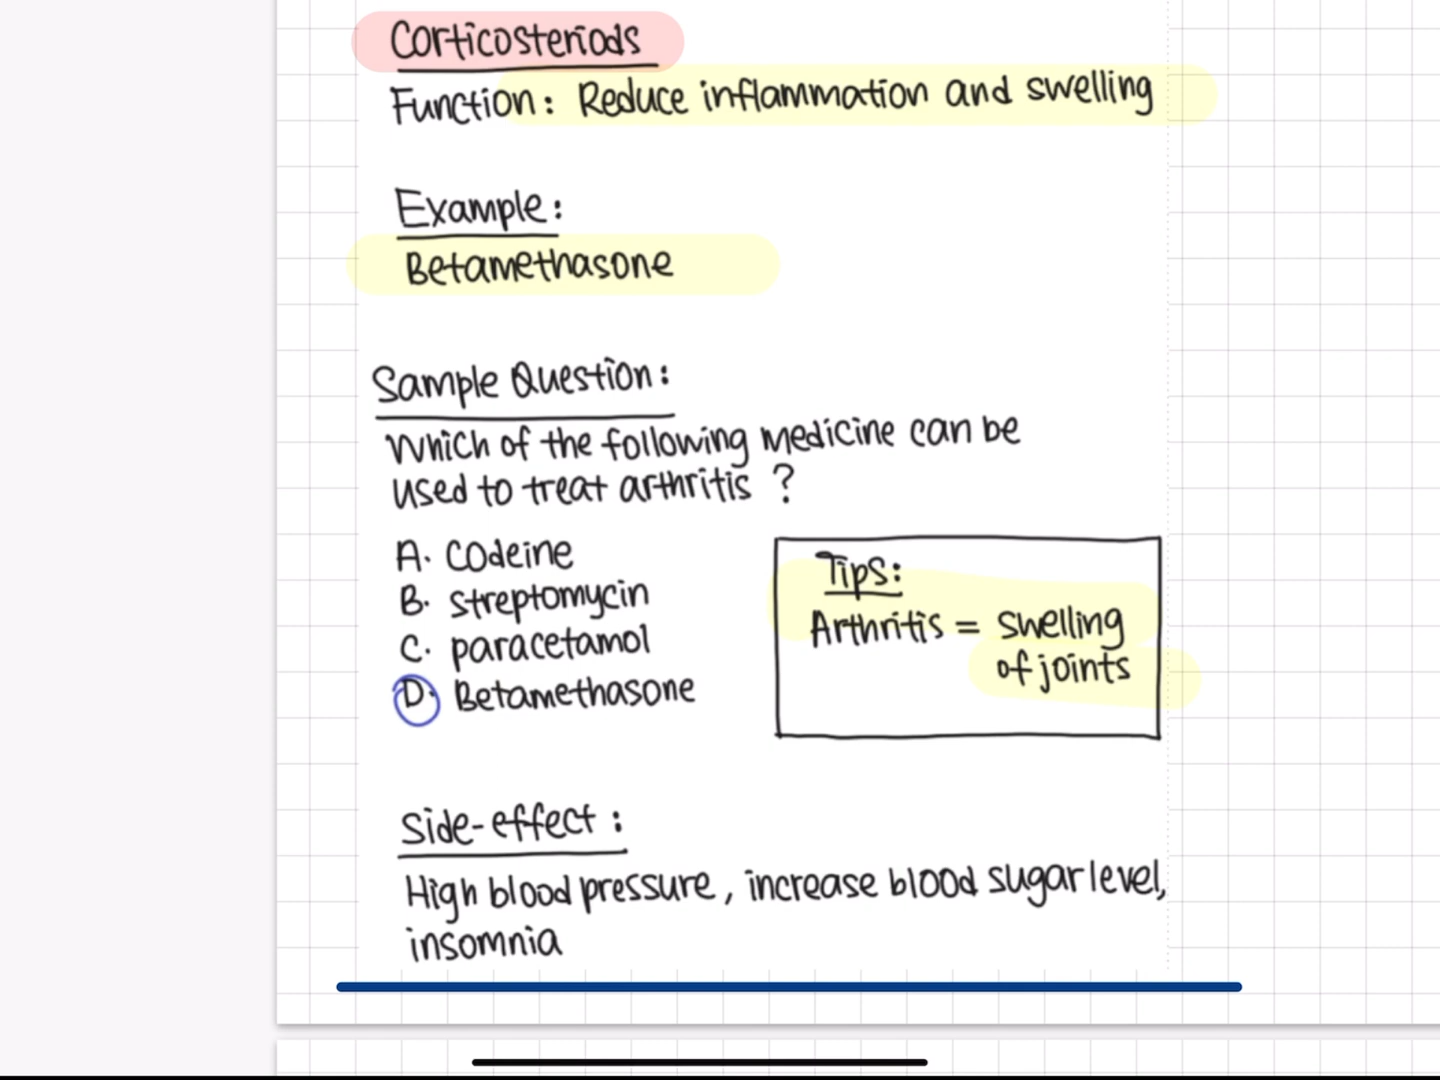 Corticosteriods
Function: Reduce inflammation and swelling
Example:
Betamethasone
Sample Question:
Which of the following medicine can be
used to treat arthritis ?
A. Codeine
B. streptomycin
C. paracetamol
D. Betamethasone
Tips:
Arthritis = swelling
of joints
Side-effect :
High blood pressure, increase blood sugar level,
insomnia